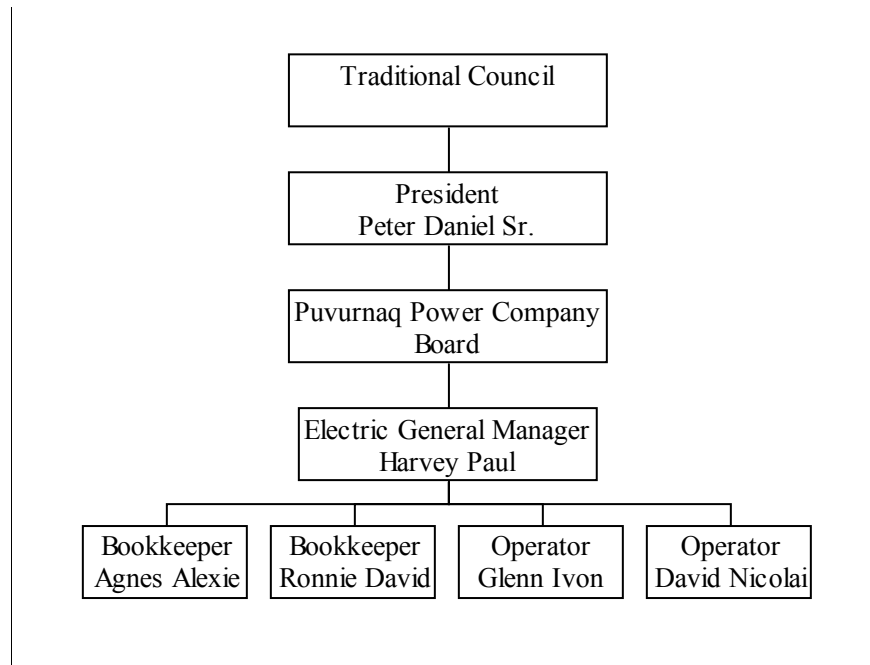 Traditional Council
President
Peter Daniel Sr.
Puvurnaq Power Company
Board
Electric General Manager
Harvey Paul
Bookkeeper
Agnes Alexie
Bookkeeper
Ronnie David
Operator
Glenn Ivon
Operator
David Nicolai